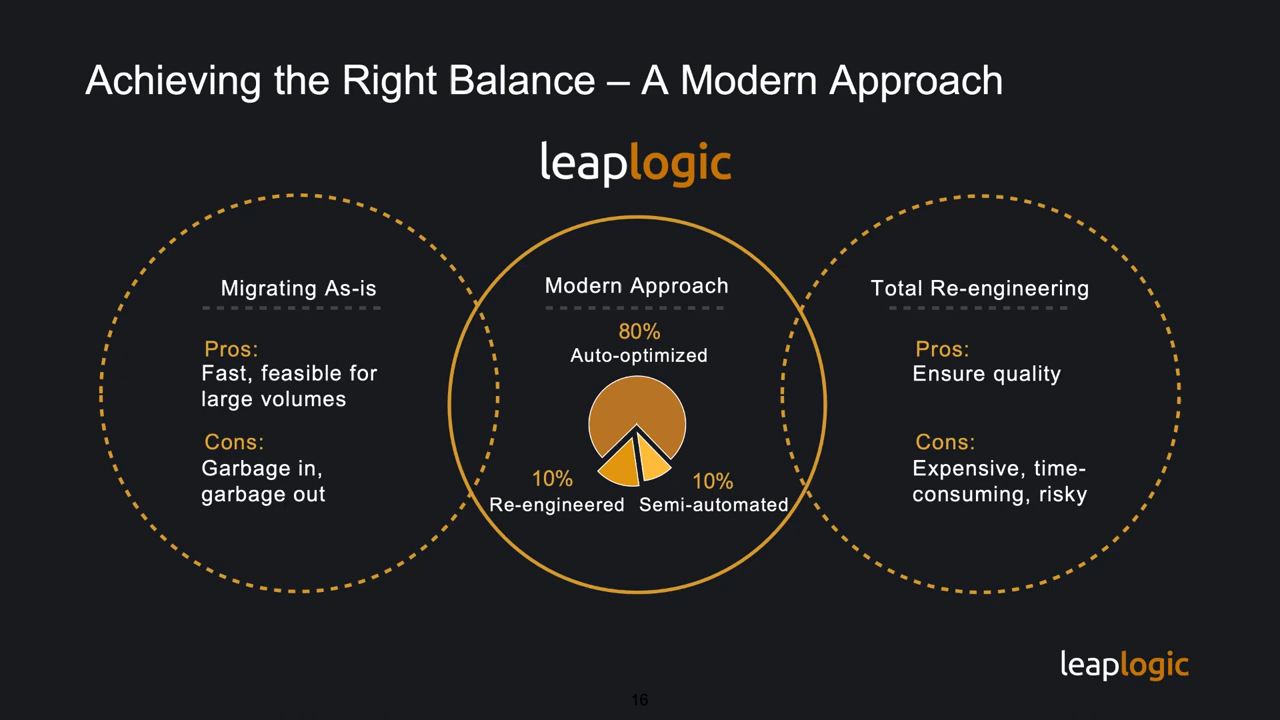 Achieving the Right Balance – A Modern Approach
leaplogic
Migrating As-is
Pros:
Fast, feasible for
large volumes
Cons:
Garbage in,
garbage out
Modern Approach
80%
Auto-optimized
10%
Re-engineered
10%
Semi-automated
Total Re-engineering
Pros:
Ensure quality
Cons:
Expensive, time-
consuming, risky
leaplogic
16